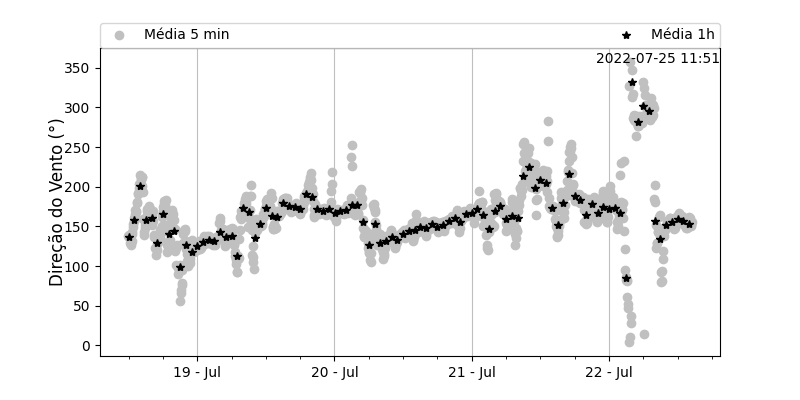 Média 5 min
Média 1h
2022-07-25 11:51
Direção do Vento (°)
350
300
250
200
150
100
50
0
19 - Jul
20 - Jul
21 - Jul
22 - Jul